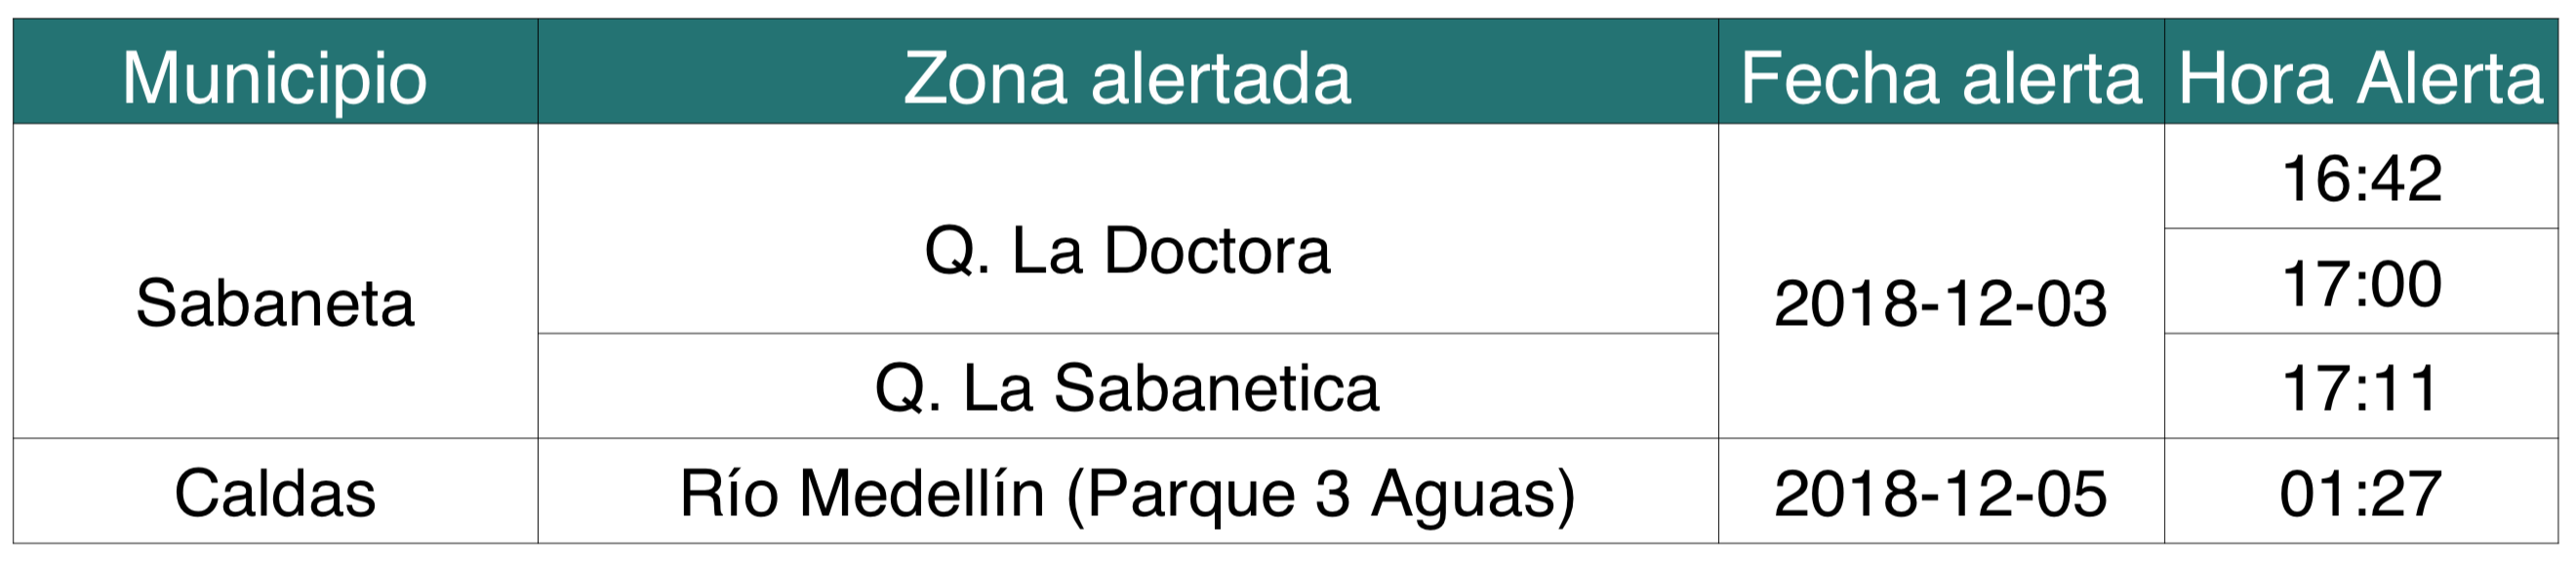 Municipio Zona alertada Fecha alerta Hora Alerta
16:42
Q. La Doctora
17:00
Sabaneta 2018-12-03
Q. La Sabanetica 17:11
Caldas Río Medellín (Parque 3 Aguas) 2018-12-05 01:27